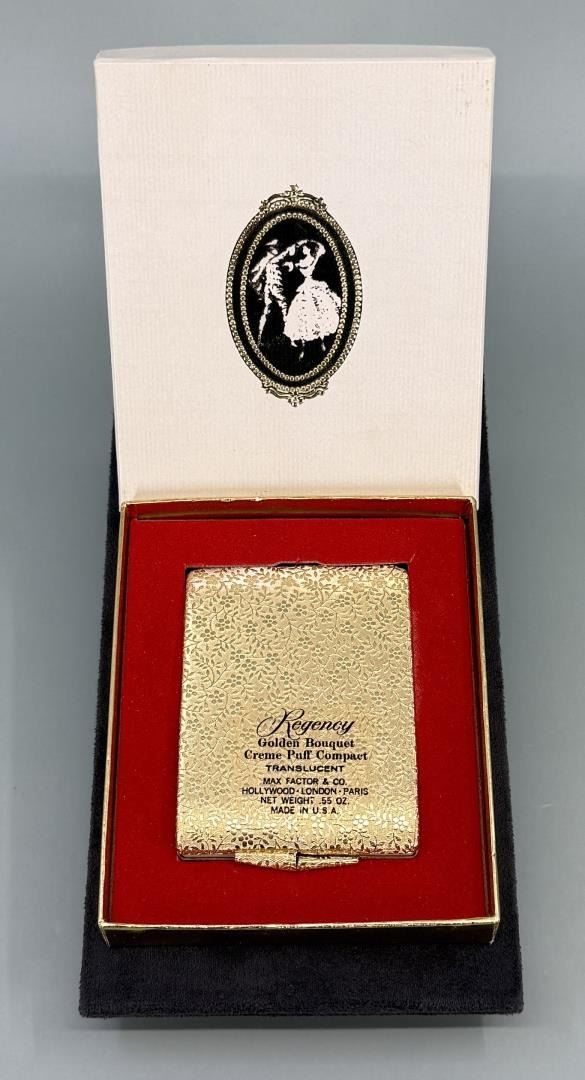 Regency
Golden Bouquet
Creme Puff Compact
TRANSLUCENT
MAX FACTOR & CO.
HOLLYWOOD • LONDON • PARIS
NET WEIGHT .55 OZ.
MADE IN U.S.A.